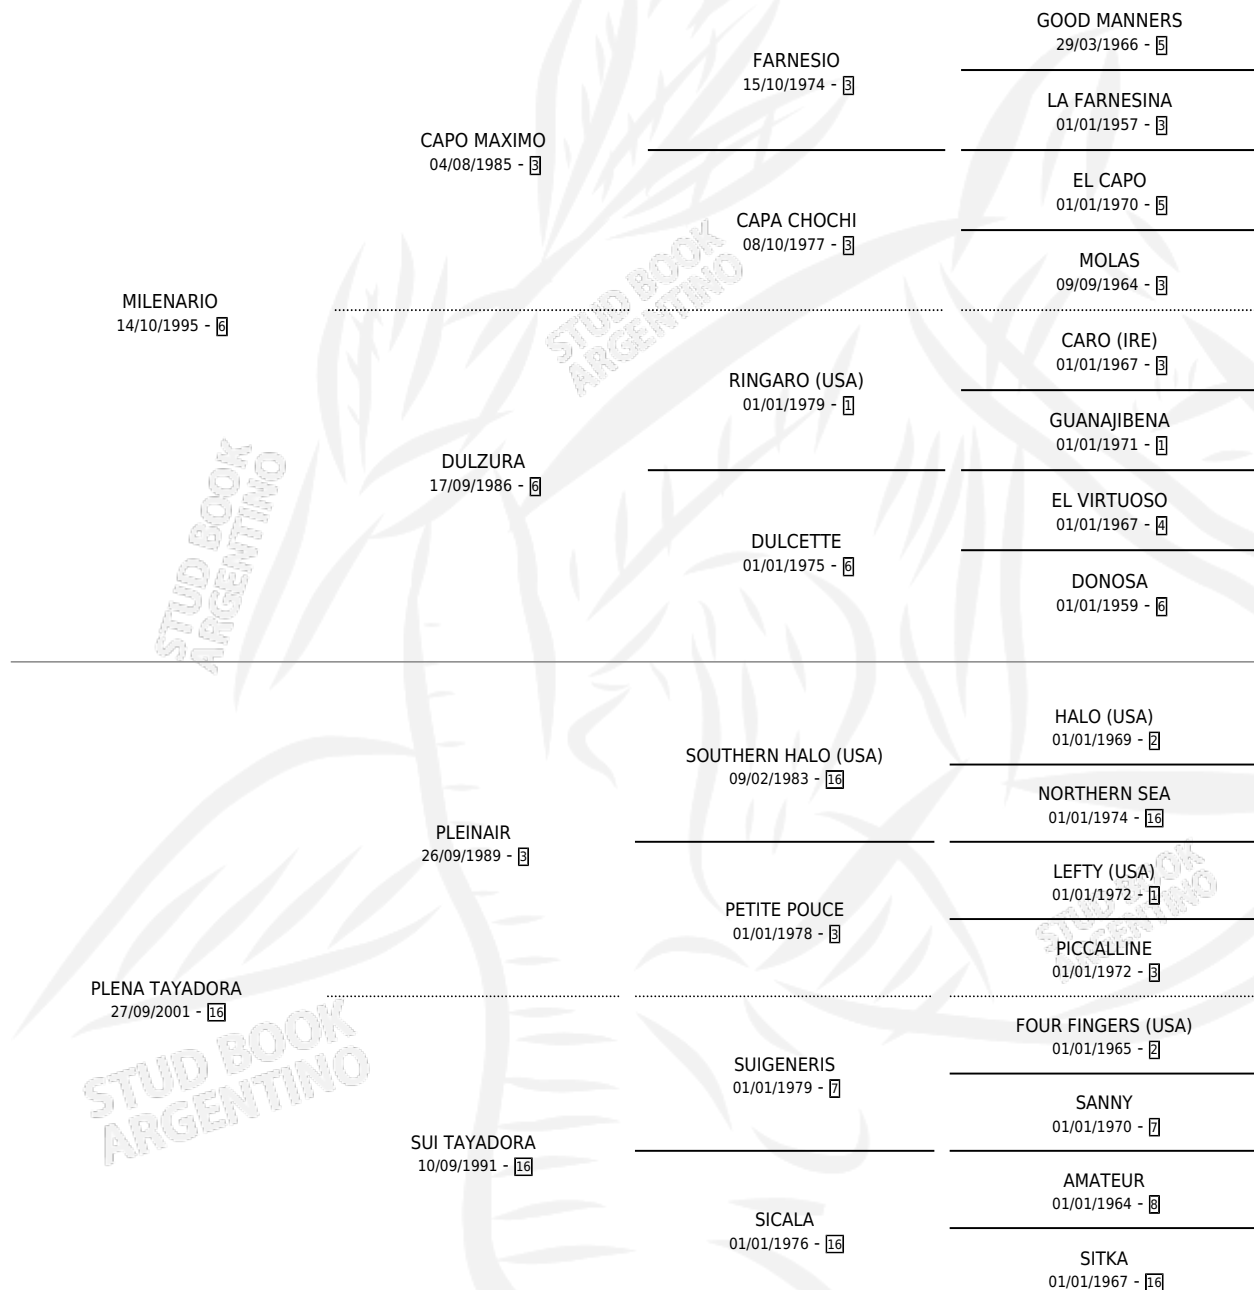 GOOD MANNERS
29/03/1966 - 5
FARNESIO
15/10/1974 - 3
LA FARNESINA
01/01/1957 - 3
CAPO MAXIMO
04/08/1985 - 3
EL CAPO
01/01/1970 - 5
CAPA CHOCHI
08/10/1977 - 3
MOLAS
09/09/1964 - 3
MILENARIO
14/10/1995 - 6
STUD BOOK
ARGENTINO
CARO (IRE)
01/01/1967 - 3
RINGARO (USA)
01/01/1979 - 1
GUANAJIBENA
01/01/1971 - 1
DULZURA
17/09/1986 - 6
EL VIRTUOSO
01/01/1967 - 4
DULCETTE
01/01/1975 - 6
DONOSA
01/01/1959 - 6
STUD BOOK
ARGENTINO
HALO (USA)
01/01/1969 - 2
SOUTHERN HALO (USA)
09/02/1983 - 16
NORTHERN SEA
01/01/1974 - 16
PLEINAIR
26/09/1989 - 3
LEFTY (USA)
01/01/1972 - 1
PETITE POUCE
01/01/1978 - 3
PICCALLINE
01/01/1972 - 3
STUD BOOK
ARGENTINO
PLENA TAYADORA
27/09/2001 - 16
FOUR FINGERS (USA)
01/01/1965 - 2
SUIGENERIS
01/01/1979 - 7
SANNY
01/01/1970 - 7
STUD BOOK
ARGENTINO
SUI TAYADORA
10/09/1991 - 16
AMATEUR
01/01/1964 - 8
SICALA
01/01/1976 - 16
SITKA
01/01/1967 - 16